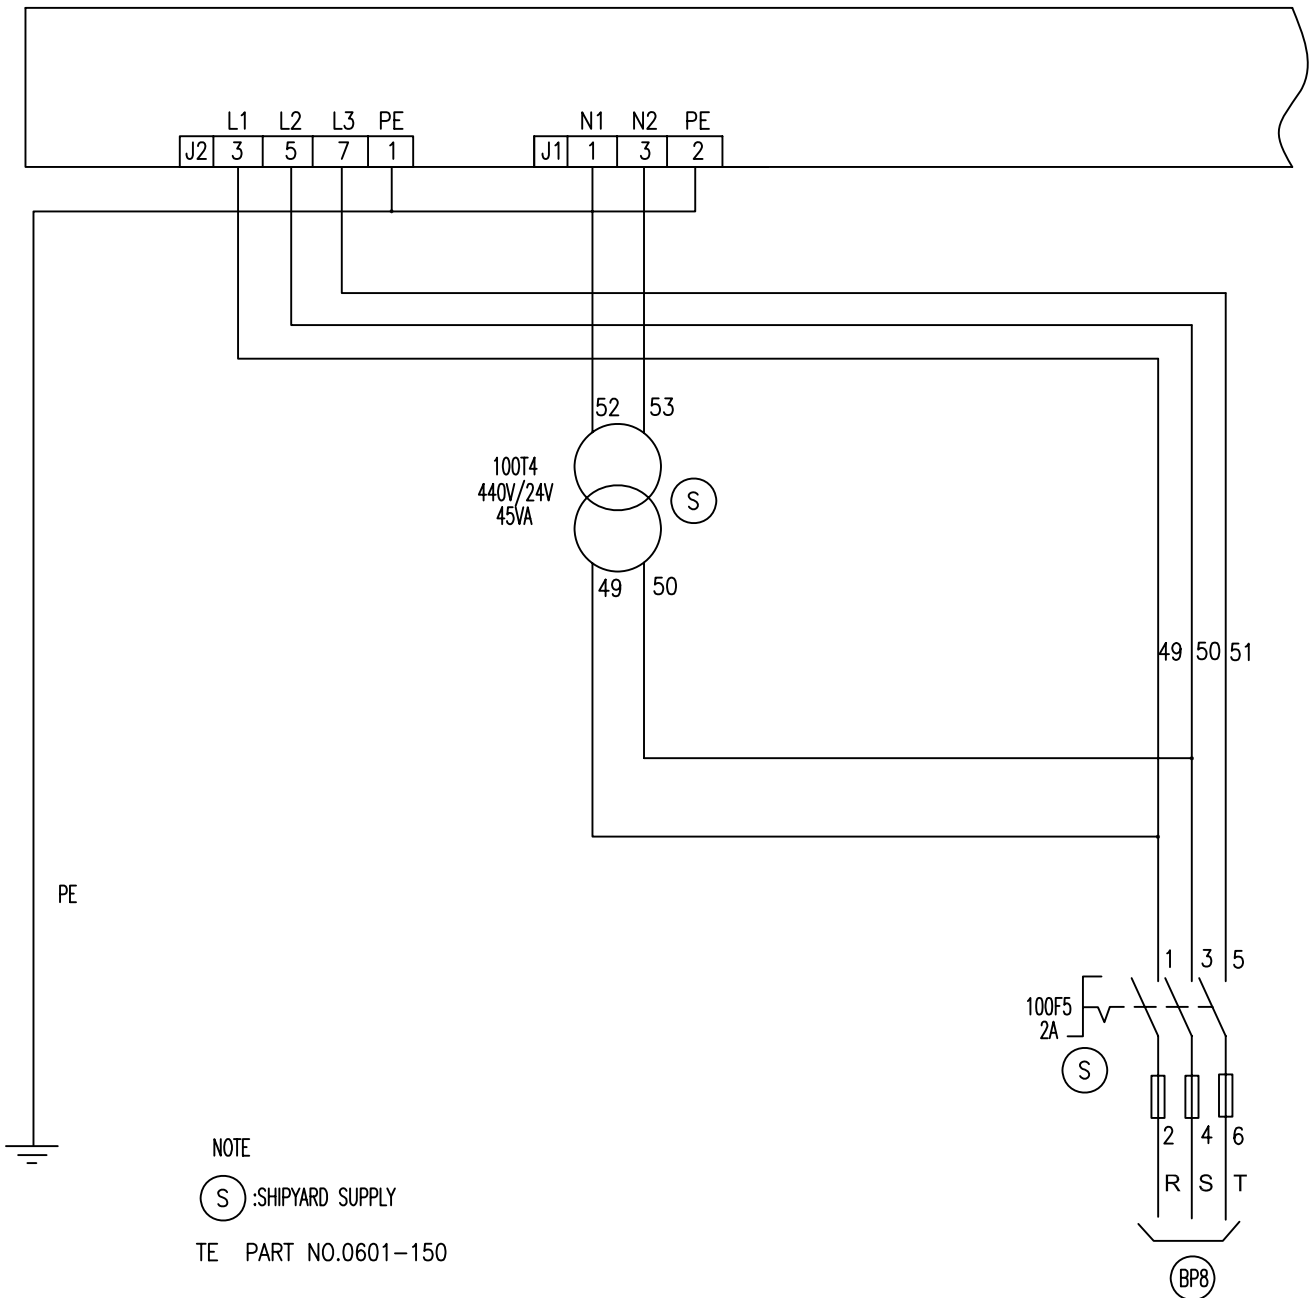 L1 L2 L3 PE N1 N2 PE
J2 3 5 7 1 J1 1 3 2
52 53
100T4
440V/24V
45VA
S
49 50
49 50 51
PE
1 3 5
100F5
2A
S
2 4 6
NOTE
R S T
S :SHIPYARD SUPPLY
TE PART NO.0601-150
BP8